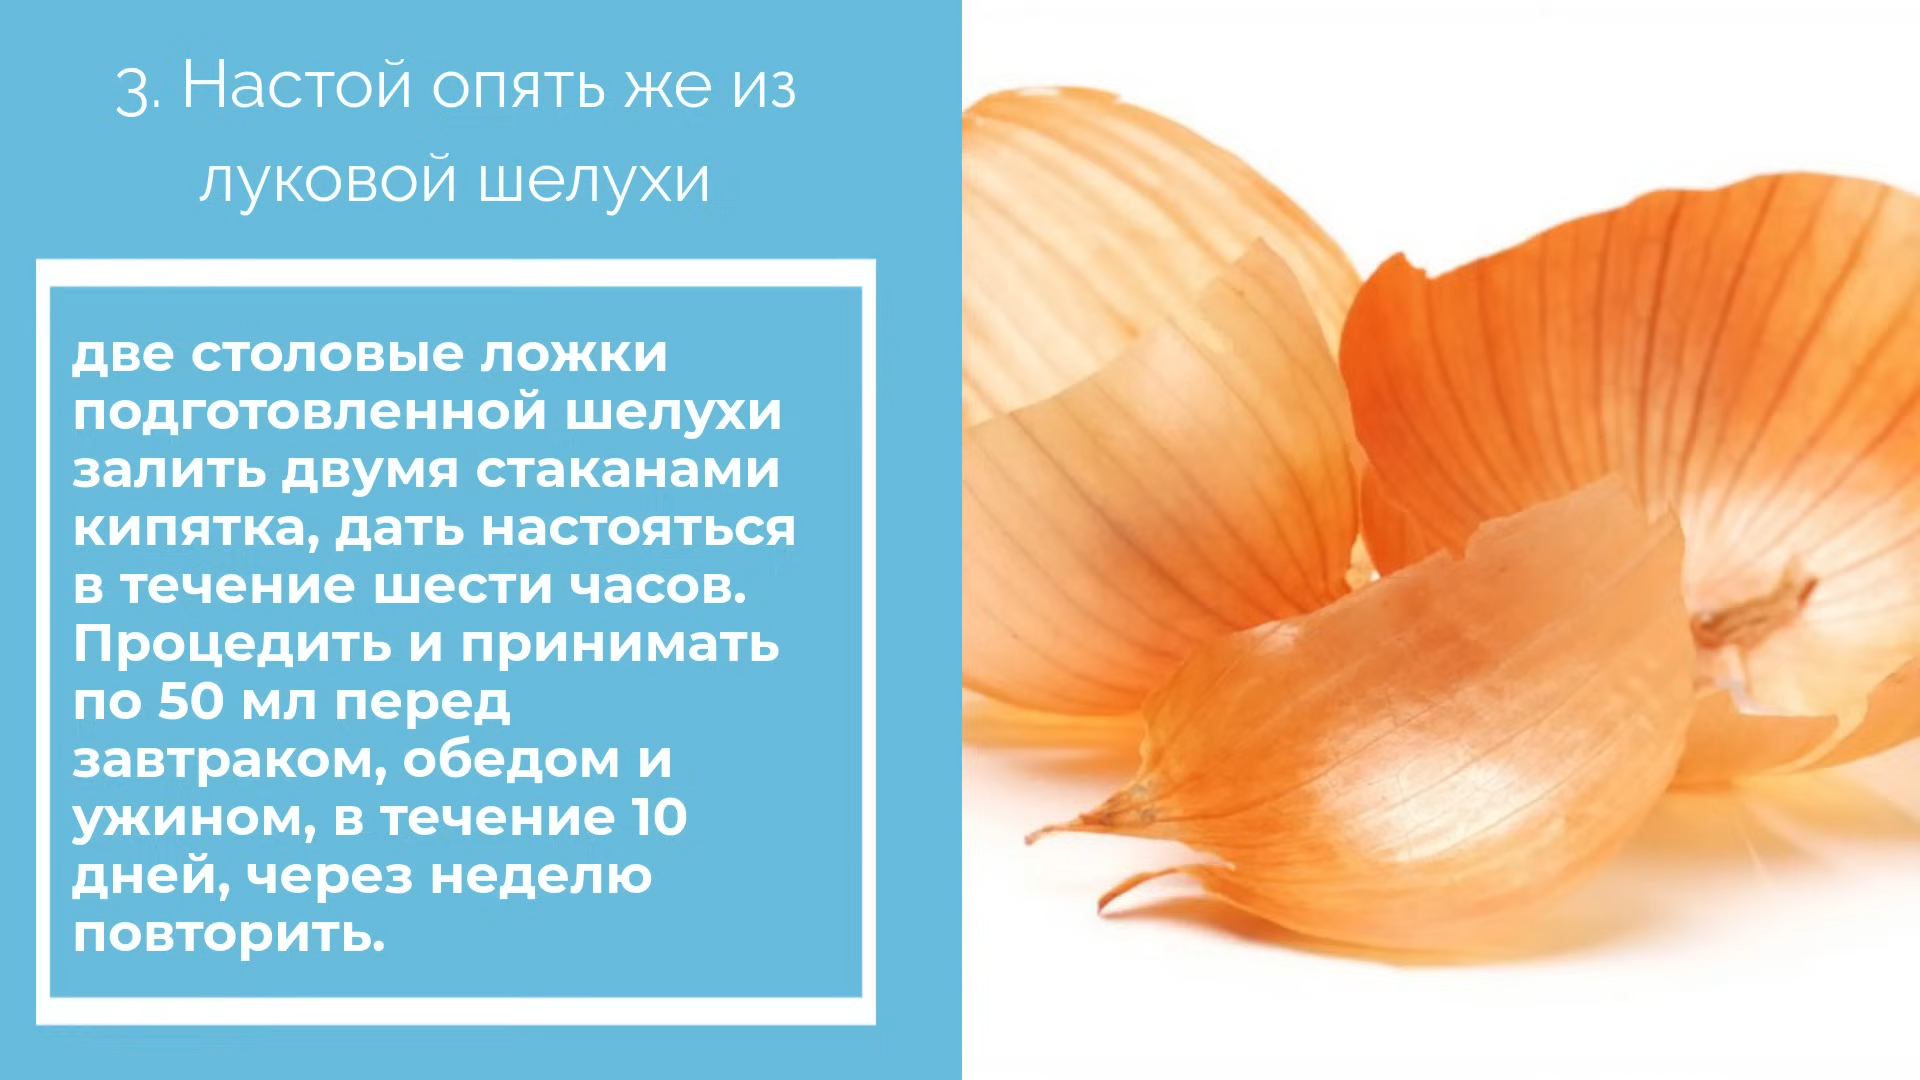 3. Настой опять же из
луковой шелухи
две столовые ложки
подготовленной шелухи
залить двумя стаканами
кипятка, дать настояться
в течение шести часов.
Процедить и принимать
по 50 мл перед
завтраком, обедом и
ужином, в течение 10
дней, через неделю
повторить.